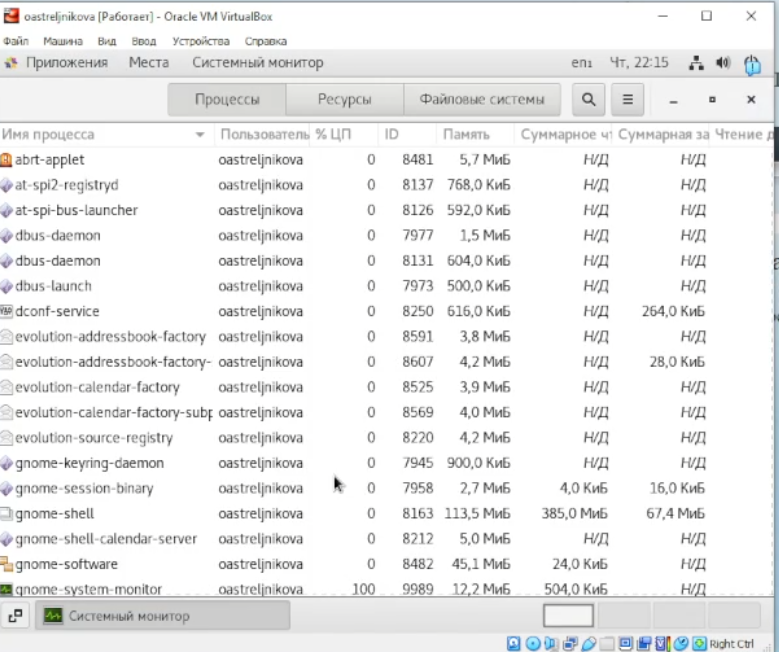 oastreljnikova [Работает] - Oracle VM VirtualBox
Файл Машина Вид Ввод Устройства Справка
Приложения Места Системный монитор en₁ Чт, 22:15
Процессы Ресурсы Файловые системы
Имя процесса Пользователь % ЦП ID Память Суммарное чт Суммарная за Чтение д
abrt-applet oastreljnikova 0 8481 5,7 МиБ Н/Д Н/Д
at-spi2-registryd oastreljnikova 0 8137 768,0 КиБ Н/Д Н/Д
at-spi-bus-launcher oastreljnikova 0 8126 592,0 КиБ Н/Д Н/Д
dbus-daemon oastreljnikova 0 7977 1,5 МиБ Н/Д Н/Д
dbus-daemon oastreljnikova 0 8131 604,0 КиБ Н/Д Н/Д
dbus-launch oastreljnikova 0 7973 500,0 КиБ Н/Д Н/Д
dconf-service oastreljnikova 0 8250 616,0 КиБ Н/Д 264,0 КиБ
evolution-addressbook-factory oastreljnikova 0 8591 3,8 МиБ Н/Д Н/Д
evolution-addressbook-factory- oastreljnikova 0 8607 4,2 МиБ Н/Д 28,0 КиБ
evolution-calendar-factory oastreljnikova 0 8525 3,9 МиБ Н/Д Н/Д
evolution-calendar-factory-subp oastreljnikova 0 8569 4,0 МиБ Н/Д Н/Д
evolution-source-registry oastreljnikova 0 8220 4,2 МиБ Н/Д Н/Д
gnome-keyring-daemon oastreljnikova 0 7945 900,0 КиБ Н/Д Н/Д
gnome-session-binary oastreljnikova 0 7958 2,7 МиБ 4,0 КиБ 16,0 КиБ
gnome-shell oastreljnikova 0 8163 113,5 МиБ 385,0 МиБ 67,4 МиБ
gnome-shell-calendar-server oastreljnikova 0 8212 5,0 МиБ Н/Д Н/Д
gnome-software oastreljnikova 0 8482 45,1 МиБ 24,0 КиБ Н/Д
gnome-system-monitor oastreljnikova 100 9989 12,2 МиБ 504,0 КиБ Н/Д
Системный монитор
Right Ctrl